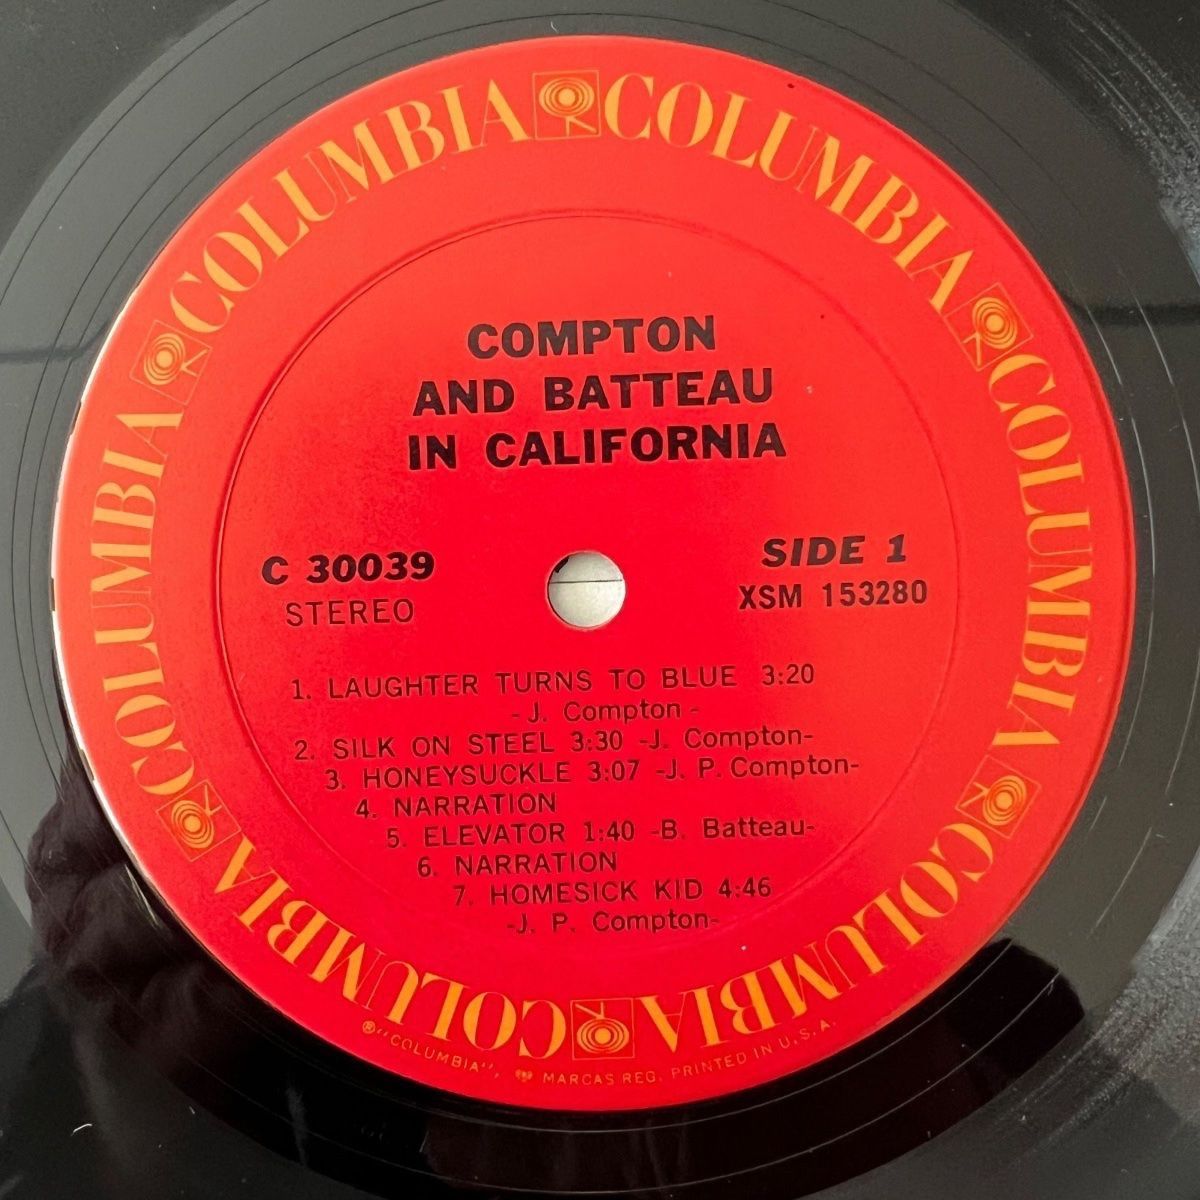 COLUMBIA COLUMBIA COLUMBIA COLUMBIA COLUMBIA COLUMBIA
COMPTON
AND BATTEAU
IN CALIFORNIA
C 30039
STEREO
SIDE 1
XSM 153280
1. LAUGHTER TURNS TO BLUE 3:20
-J. Compton-
2. SILK ON STEEL 3:30 -J. Compton-
3. HONEYSUCKLE 3:07 -J. P. Compton-
4. NARRATION
5. ELEVATOR 1:40 -B. Batteau-
6. NARRATION
7. HOMESICK KID 4:46
-J. P. Compton-
®"COLUMBIA", MARCAS REG. PRINTED IN U.S.A.